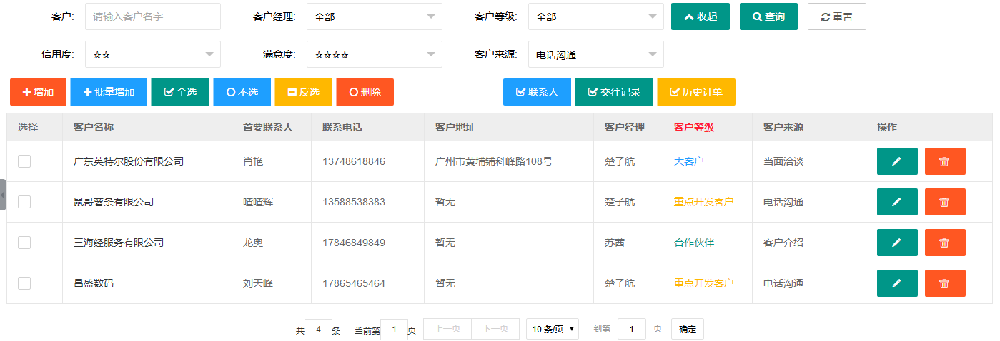 客户: 请输入客户名字 客户经理: 全部 客户等级: 全部 收起 查询 重置
信用度: ☆☆ 满意度: ☆☆☆☆ 客户来源: 电话沟通
增加 批量增加 全选 不选 反选 删除 联系人 交往记录 历史订单
选择 客户名称 首要联系人 联系电话 客户地址 客户经理 客户等级 客户来源 操作
广东英特尔股份有限公司 肖艳 13748618846 广州市黄埔铺科峰路108号 楚子航 大客户 当面洽谈
鼠哥薯条有限公司 喳喳辉 13588538383 暂无 楚子航 重点开发客户 电话沟通
三海经服务有限公司 龙奥 17846849849 暂无 苏茜 合作伙伴 客户介绍
昌盛数码 刘天峰 17865465464 暂无 楚子航 重点开发客户 电话沟通
共 4 条 当前第 1 页 上一页 下一页 10 条/页 到第 1 页 确定